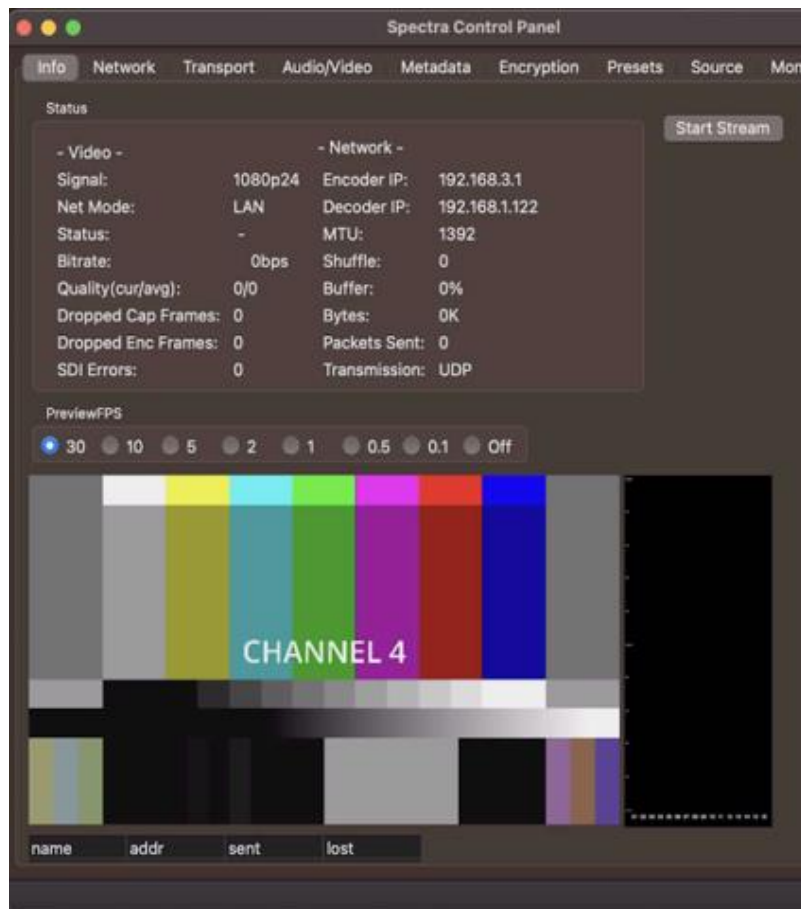 Spectra Control Panel
Info Network Transport Audio/Video Metadata Encryption Presets Source Mon
Status
Start Stream
- Video -
Signal: 1080p24
Net Mode: LAN
Status: -
Bitrate: 0bps
Quality(cur/avg): 0/0
Dropped Cap Frames: 0
Dropped Enc Frames: 0
SDI Errors: 0
- Network -
Encoder IP: 192.168.3.1
Decoder IP: 192.168.1.122
MTU: 1392
Shuffle: 0
Buffer: 0%
Bytes: 0K
Packets Sent: 0
Transmission: UDP
PreviewFPS
30 10 5 2 1 0.5 0.1 Off
CHANNEL 4
name addr sent lost